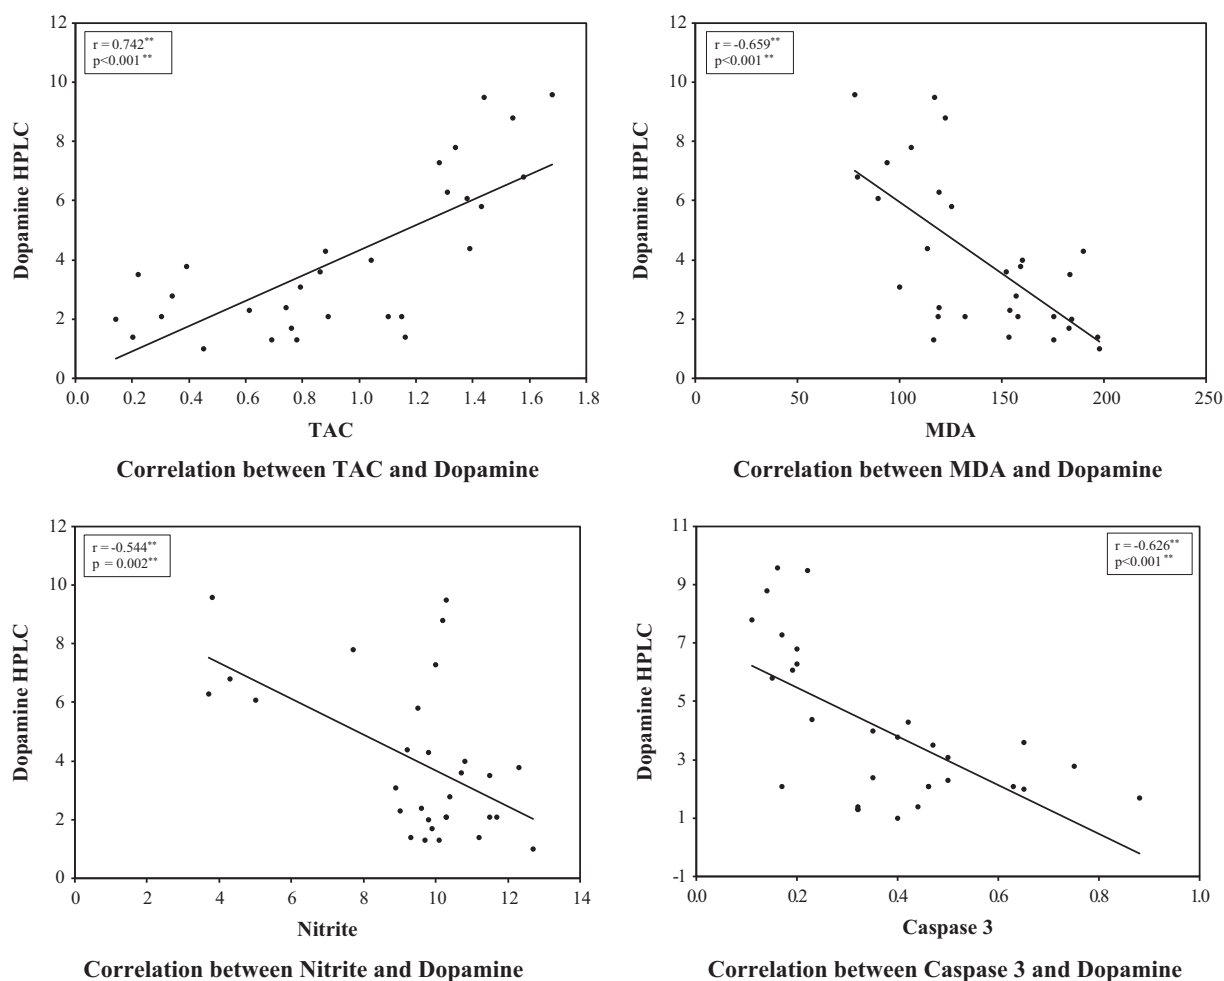 12
10
8
6
4
2
0
Dopamine HPLC
r = 0.742**
p<0.001**
0.0 0.2 0.4 0.6 0.8 1.0 1.2 1.4 1.6 1.8
TAC
Correlation between TAC and Dopamine
12
10
8
6
4
2
0
Dopamine HPLC
r = -0.659**
p<0.001**
0 50 100 150 200 250
MDA
Correlation between MDA and Dopamine
12
10
8
6
4
2
0
Dopamine HPLC
r = -0.544**
p = 0.002**
0 2 4 6 8 10 12 14
Nitrite
Correlation between Nitrite and Dopamine
11
9
7
5
3
1
-1
Dopamine HPLC
r = -0.626**
p<0.001**
0.0 0.2 0.4 0.6 0.8 1.0
Caspase 3
Correlation between Caspase 3 and Dopamine